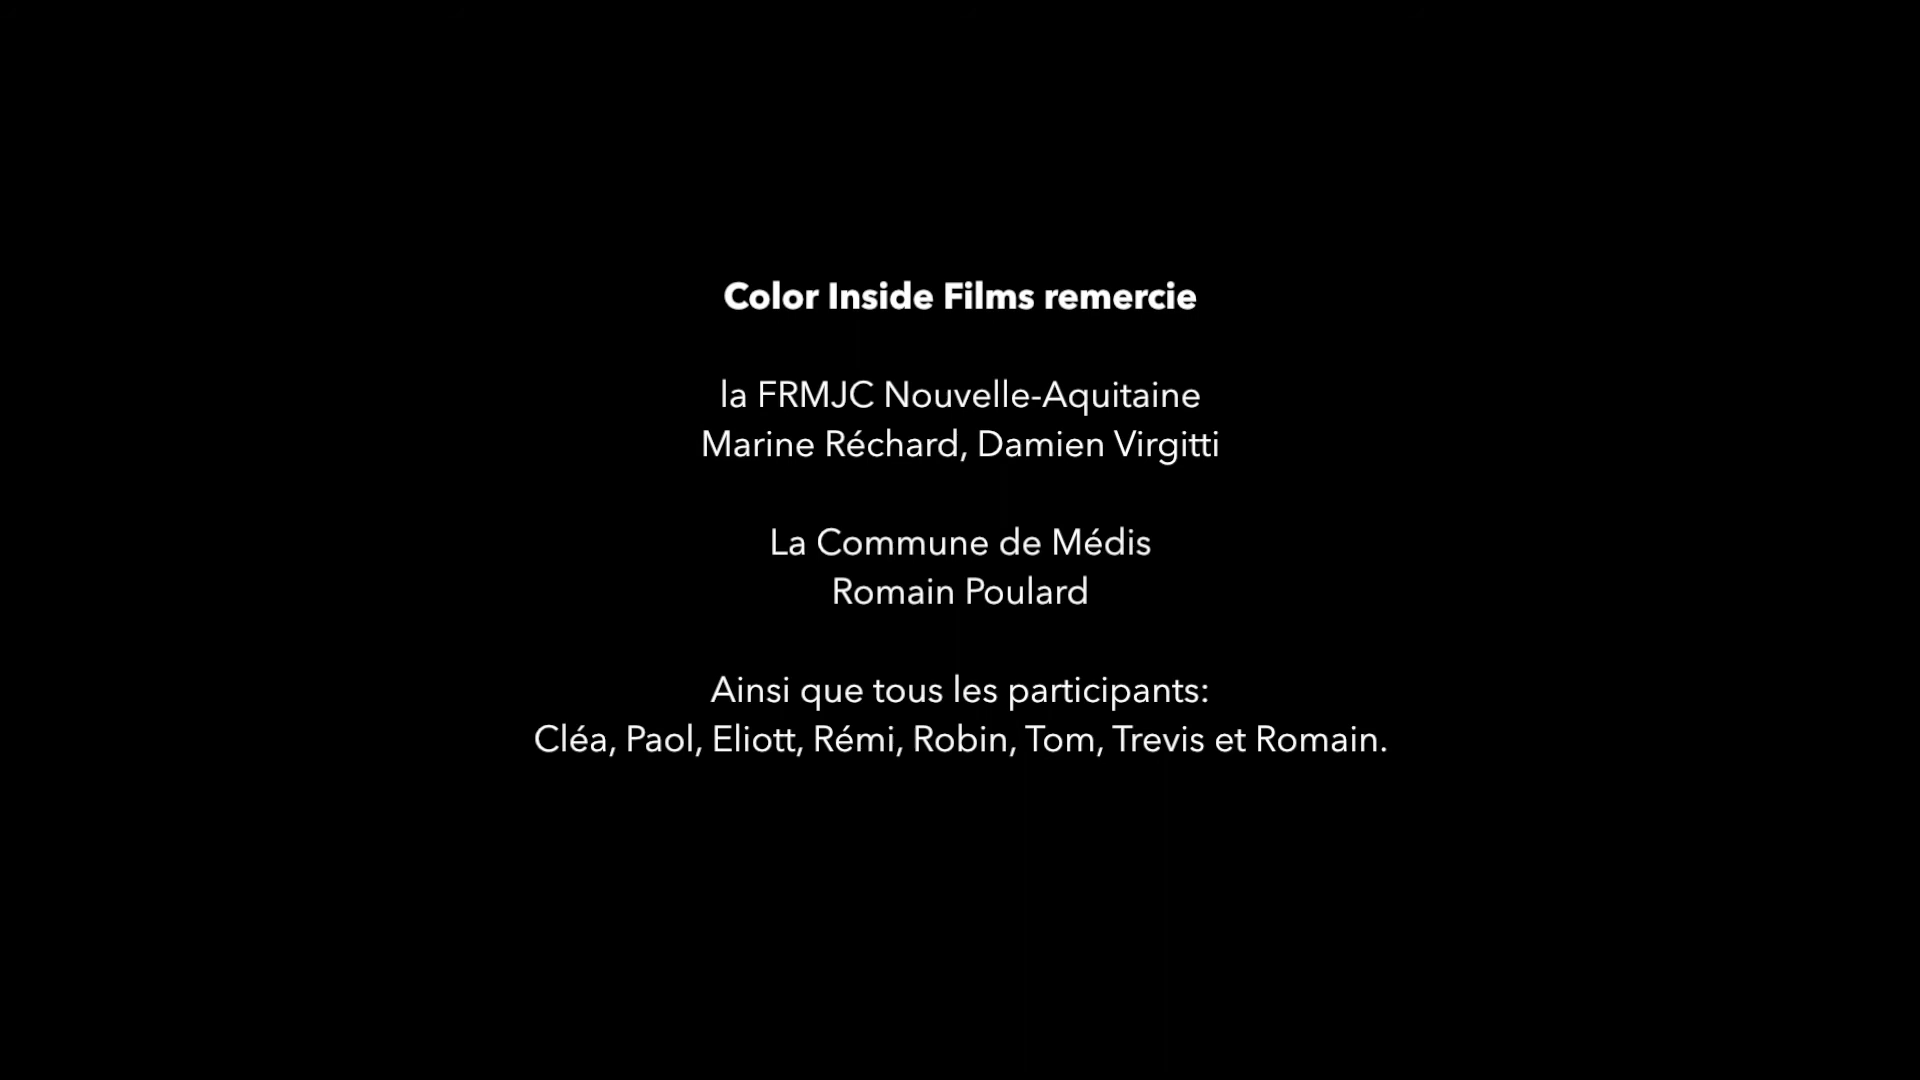 Color Inside Films remercie
la FRMJC Nouvelle-Aquitaine
Marine Réchard, Damien Virgitti
La Commune de Médis
Romain Poulard
Ainsi que tous les participants:
Cléa, Paol, Eliott, Rémi, Robin, Tom, Trevis et Romain.